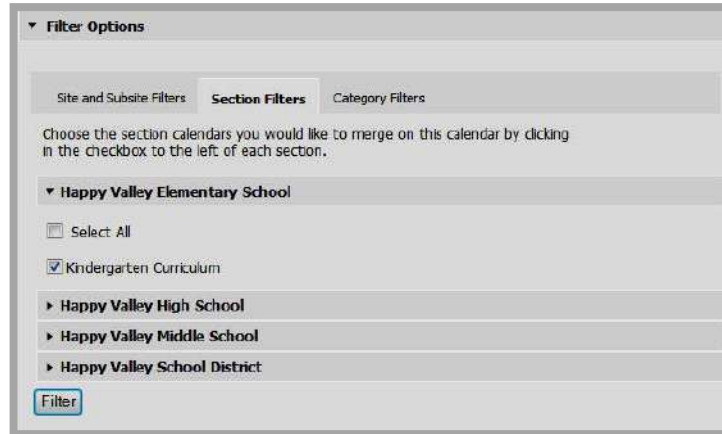 Filter Options
Site and Subsite Filters Section Filters Category Filters
Choose the section calendars you would like to merge on this calendar by clicking
in the checkbox to the left of each section.
Happy Valley Elementary School
Select All
Kindergarten Curriculum
Happy Valley High School
Happy Valley Middle School
Happy Valley School District
Filter